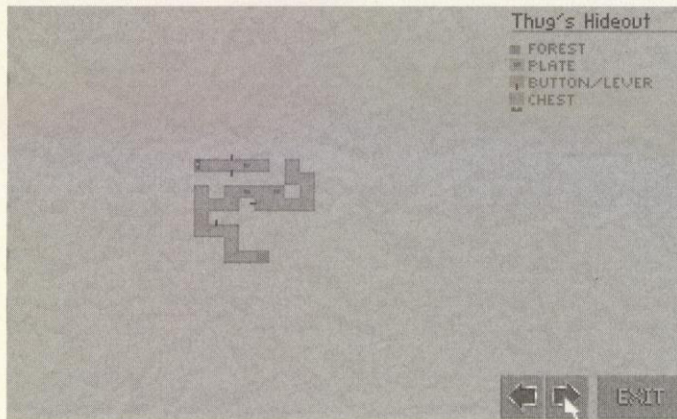 Thug's Hideout
FOREST
PLATE
BUTTON/LEVER
CHEST
EXIT